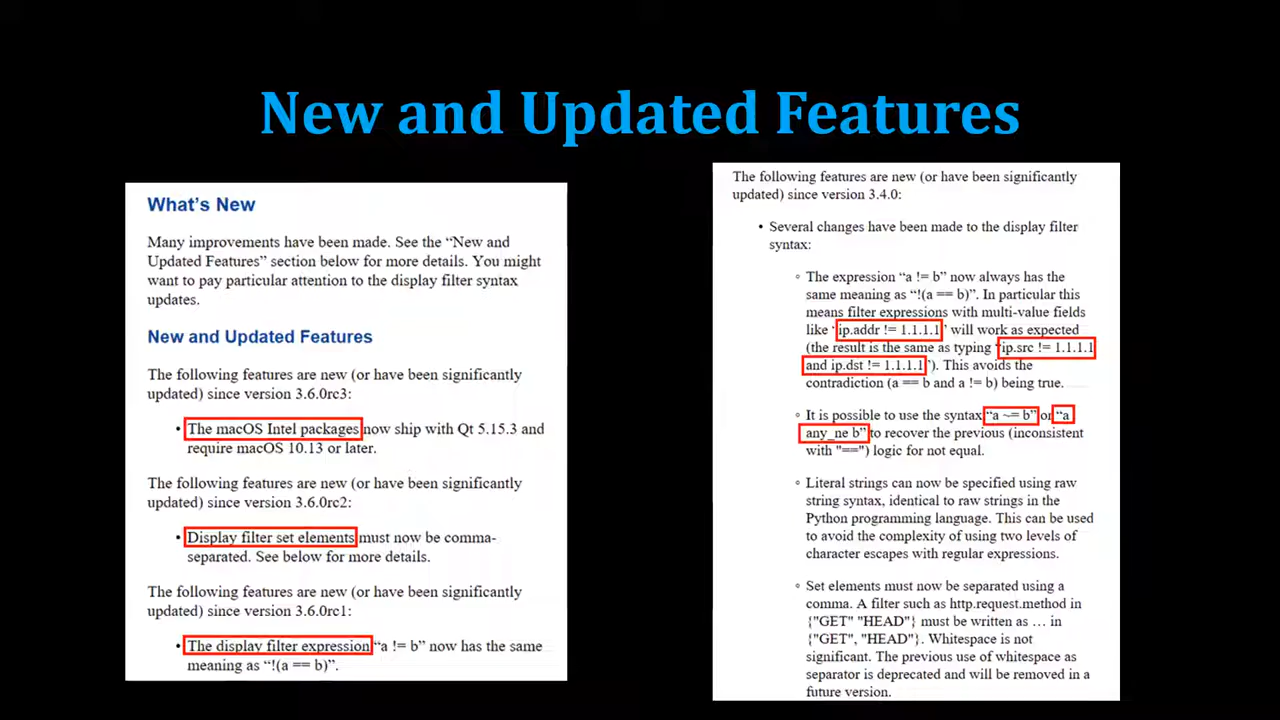 New and Updated Features
What's New
Many improvements have been made. See the “New and
Updated Features” section below for more details. You might
want to pay particular attention to the display filter syntax
updates.
New and Updated Features
The following features are new (or have been significantly
updated) since version 3.6.0rc3:
• The macOS Intel packages now ship with Qt 5.15.3 and
require macOS 10.13 or later.
The following features are new (or have been significantly
updated) since version 3.6.0rc2:
• Display filter set elements must now be comma-
separated. See below for more details.
The following features are new (or have been significantly
updated) since version 3.6.0rc1:
• The display filter expression “a != b” now has the same
meaning as “!(a == b)”.
The following features are new (or have been significantly
updated) since version 3.4.0:
• Several changes have been made to the display filter
syntax:
◦ The expression “a != b” now always has the
same meaning as “!(a == b)”. In particular this
means filter expressions with multi-value fields
like “ip.addr != 1.1.1.1” will work as expected
(the result is the same as typing “ip.src != 1.1.1.1
and ip.dst != 1.1.1.1”). This avoids the
contradiction (a == b and a != b) being true.
◦ It is possible to use the syntax “a ~= b” or “a
any_ne b” to recover the previous (inconsistent
with "==") logic for not equal.
◦ Literal strings can now be specified using raw
string syntax, identical to raw strings in the
Python programming language. This can be used
to avoid the complexity of using two levels of
character escapes with regular expressions.
◦ Set elements must now be separated using a
comma. A filter such as http.request.method in
{"GET" "HEAD"} must be written as … in
{"GET", "HEAD"}. Whitespace is not
significant. The previous use of whitespace as
separator is deprecated and will be removed in a
future version.